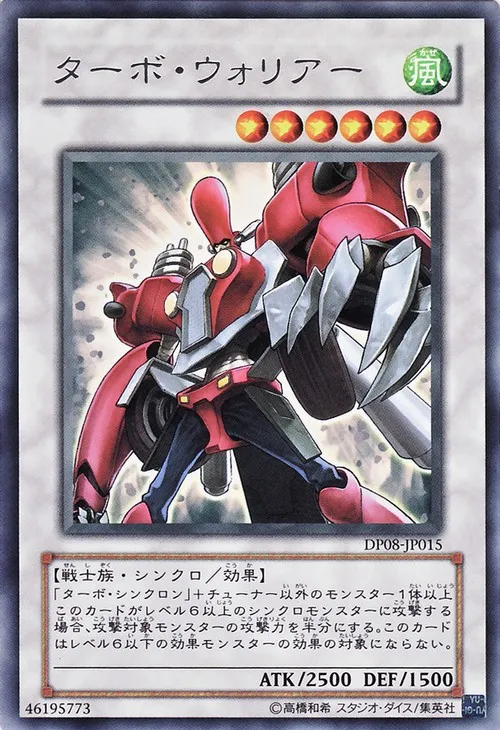 ターボ・ウォリアー
風
DP08-JP015
【戦士族・シンクロ／効果】
「ターボ・シンクロン」＋チューナー以外のモンスター1体以上
このカードがレベル6以上のシンクロモンスターに攻撃する
場合、攻撃対象モンスターの攻撃力を半分にする。このカード
はレベル6以下の効果モンスターの効果の対象にならない。
ATK/2500 DEF/1500
46195773 ©高橋和希 スタジオ・ダイス/集英社